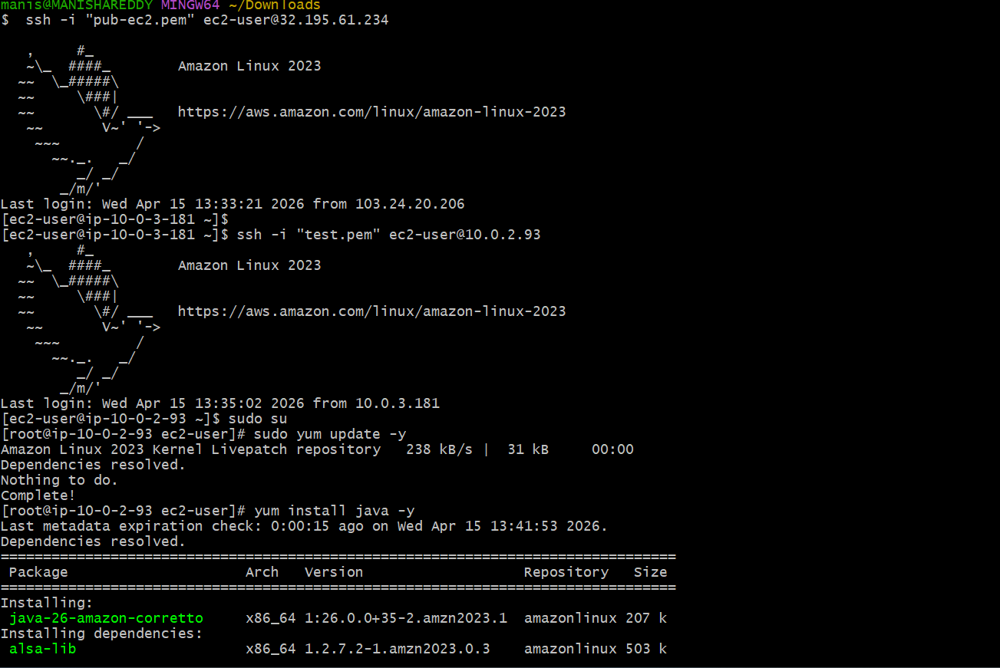 manis@MANISHAREDDY MINGW64 ~/Downloads
$  ssh -i "pub-ec2.pem" ec2-user@32.195.61.234

   ,     #_
   ~\_  ####_        Amazon Linux 2023
  ~~  \_#####\
  ~~     \###|
  ~~       \#/ ___   https://aws.amazon.com/linux/amazon-linux-2023
   ~~       V~' '->
    ~~~         /
      ~~._.   _/
         _/ _/
       _/m/'
Last login: Wed Apr 15 13:33:21 2026 from 103.24.20.206
[ec2-user@ip-10-0-3-181 ~]$
[ec2-user@ip-10-0-3-181 ~]$ ssh -i "test.pem" ec2-user@10.0.2.93
   ,     #_
   ~\_  ####_        Amazon Linux 2023
  ~~  \_#####\
  ~~     \###|
  ~~       \#/ ___   https://aws.amazon.com/linux/amazon-linux-2023
   ~~       V~' '->
    ~~~         /
      ~~._.   _/
         _/ _/
       _/m/'
Last login: Wed Apr 15 13:35:02 2026 from 10.0.3.181
[ec2-user@ip-10-0-2-93 ~]$ sudo su
[root@ip-10-0-2-93 ec2-user]# sudo yum update -y
Amazon Linux 2023 Kernel Livepatch repository   238 kB/s |  31 kB     00:00
Dependencies resolved.
Nothing to do.
Complete!
[root@ip-10-0-2-93 ec2-user]# yum install java -y
Last metadata expiration check: 0:00:15 ago on Wed Apr 15 13:41:53 2026.
Dependencies resolved.
================================================================================
 Package                     Arch   Version                   Repository   Size
================================================================================
Installing:
 java-26-amazon-corretto     x86_64 1:26.0.0+35-2.amzn2023.1  amazonlinux 207 k
Installing dependencies:
 alsa-lib                    x86_64 1.2.7.2-1.amzn2023.0.3    amazonlinux 503 k